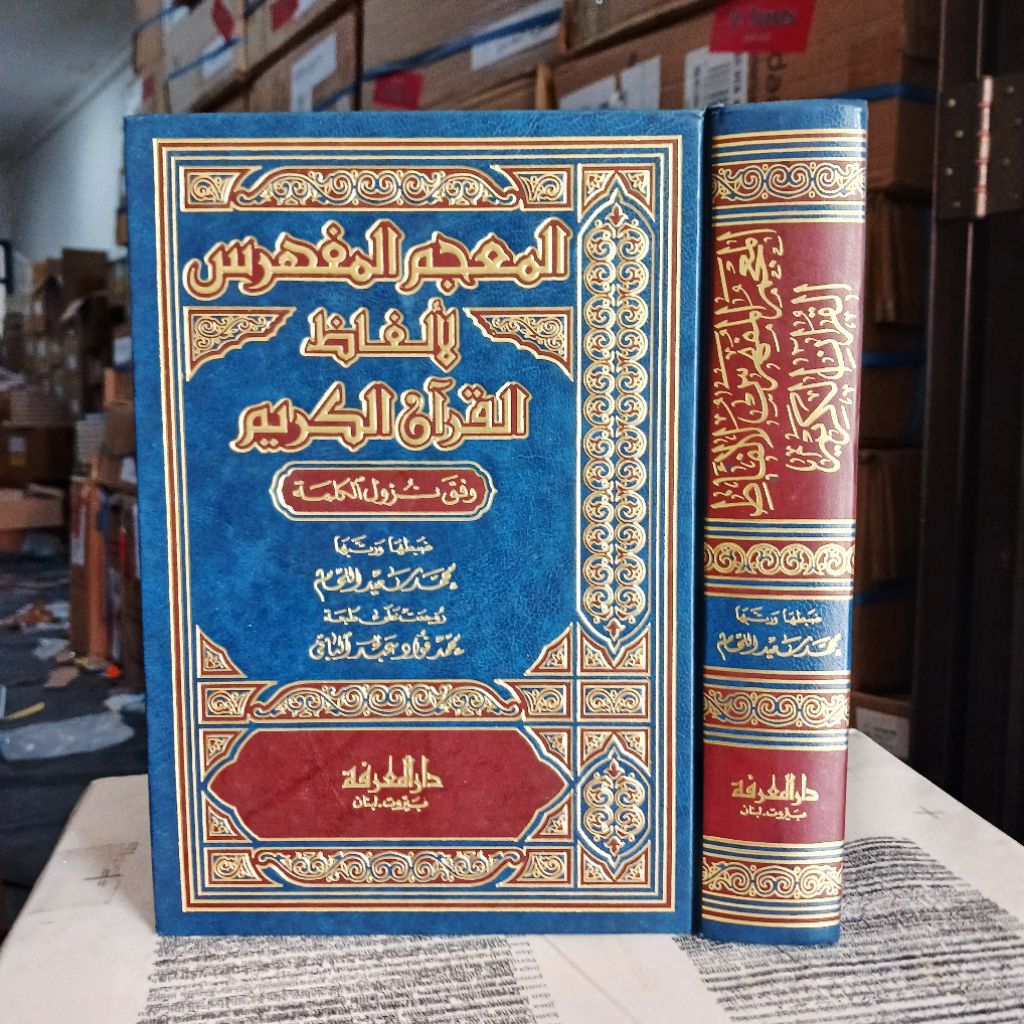 المعجم المفهرس
لألفاظ
القرآن الكريم
وفق نزول الكلمة
ضبطها ورتبها
محمد سعيد اللحام
روجعت على طبعة
محمد فؤاد عبد الباقي
دار المعرفة
بيروت - لبنان
المعجم المفهرس لألفاظ
القرآن الكريم
ضبطها ورتبها
محمد سعيد اللحام
دار المعرفة
بيروت - لبنان